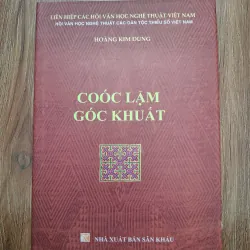 LIÊN HIỆP CÁC HỘI VĂN HỌC NGHỆ THUẬT VIỆT NAM
HỘI VĂN HỌC NGHỆ THUẬT CÁC DÂN TỘC THIỂU SỐ VIỆT NAM
HOÀNG KIM DUNG
COÓC LẶM
GÓC KHUẤT
NHÀ XUẤT BẢN SÂN KHẤU